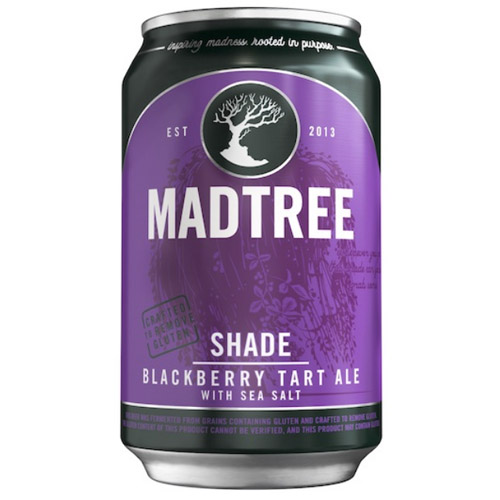 inspiring madness. rooted in purpose.
EST 2013
MADTREE
CRAFTED
TO REMOVE
GLUTEN
SHADE
BLACKBERRY TART ALE
WITH SEA SALT
WAS FERMENTED FROM GRAINS CONTAINING GLUTEN AND CRAFTED TO REMOVE
CONTENT OF THIS PRODUCT CANNOT BE VERIFIED, AND THIS PRODUCT MAY CONTAIN